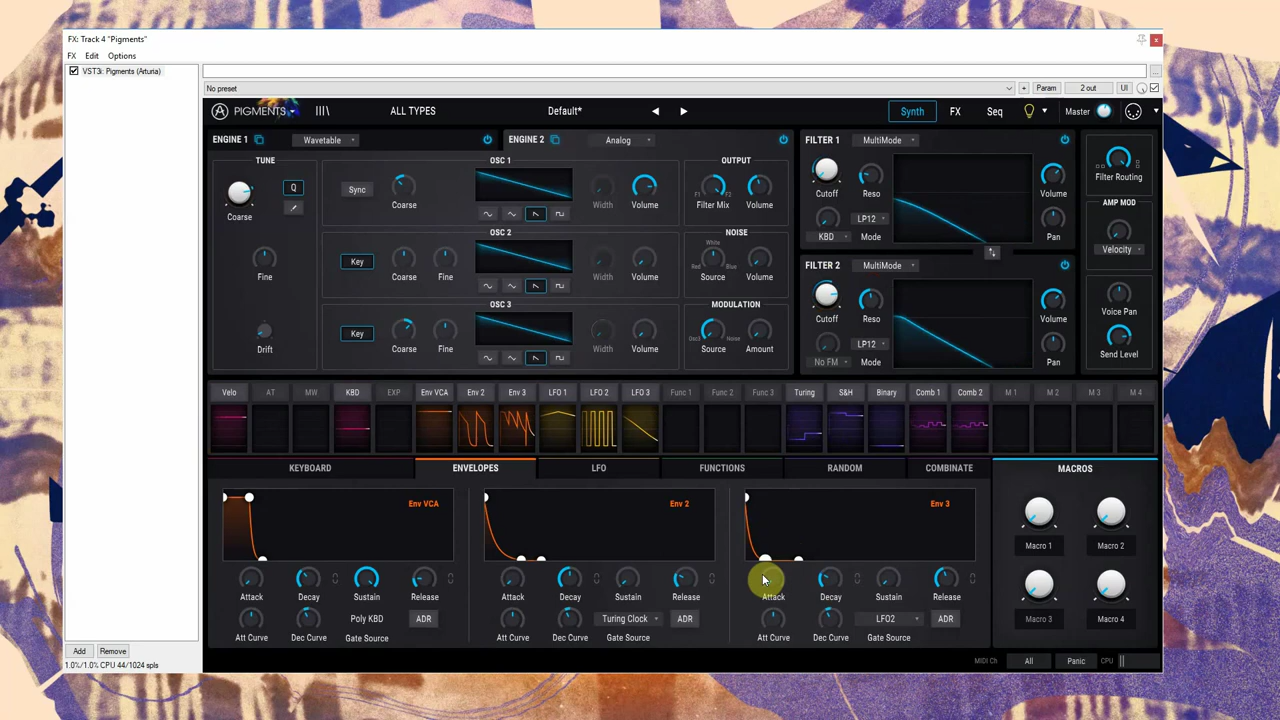 FX: Track 4 "Pigments"
FX Edit Options
VST3i: Pigments (Arturia)
No preset
+ Param 2 out UI
PIGMENTS ALL TYPES Default* Synth FX Seq Master
ENGINE 1 Wavetable ENGINE 2 Analog FILTER 1 MultiMode
TUNE OSC 1 OUTPUT
Q Sync
Coarse Coarse Width Volume Filter Mix Volume
F1 F2
Cutoff Reso Volume Filter Routing
KBD LP12 Mode Pan
AMP MOD
Velocity
OSC 2 NOISE
Key Fine Coarse Fine Width Volume
White Red Blue Source Volume
FILTER 2 MultiMode
OSC 3 MODULATION
Key Drift Coarse Fine Width Volume
Osc3 Noise Source Amount
Cutoff Reso Volume Voice Pan
No FM LP12 Mode Pan Send Level
Velo AT MW KBD EXP Env VCA Env 2 Env 3 LFO 1 LFO 2 LFO 3 Func 1 Func 2 Func 3 Turing S&H Binary Comb 1 Comb 2 M 1 M 2 M 3 M 4
KEYBOARD ENVELOPES LFO FUNCTIONS RANDOM COMBINATE MACROS
Env VCA Env 2 Env 3
Macro 1 Macro 2
Attack Decay Sustain Release Attack Decay Sustain Release Attack Decay Sustain Release
Poly KBD ADR Turing Clock ADR LFO2 ADR Macro 3 Macro 4
Att Curve Dec Curve Gate Source Att Curve Dec Curve Gate Source Att Curve Dec Curve Gate Source
Add Remove
MIDI Ch All Panic CPU
1.0%/1.0% CPU 44/1024 spls